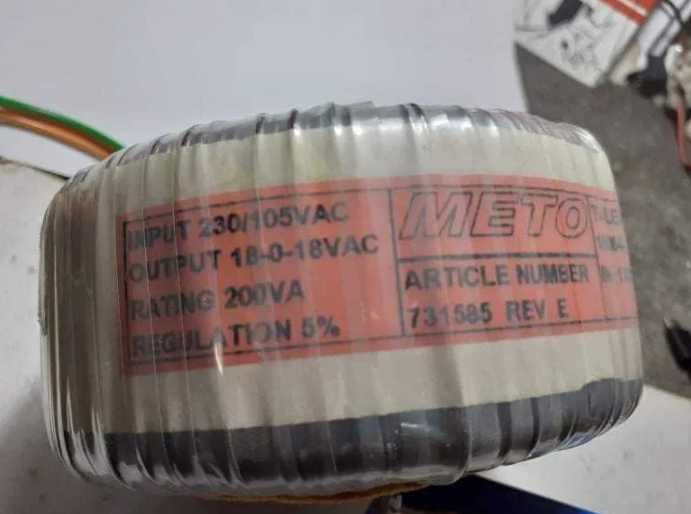 INPUT 230/105VAC
OUTPUT 18-0-18VAC
RATING 200VA
REGULATION 5%
METO
ARTICLE NUMBER
731585 REV E